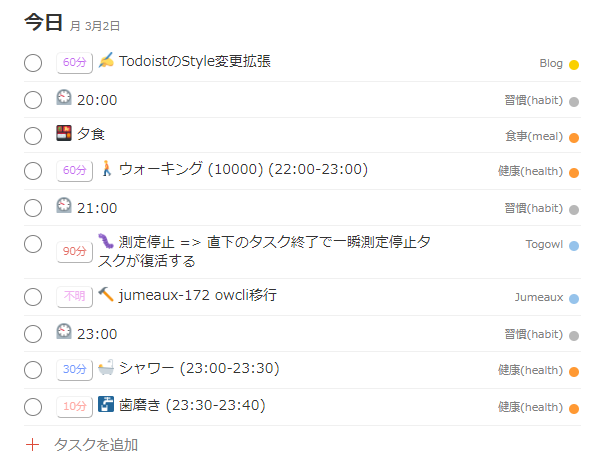 今日 月 3月2日
60分 TodoistのStyle変更拡張 Blog
20:00 習慣(habit)
夕食 食事(meal)
60分 ウォーキング (10000) (22:00-23:00) 健康(health)
21:00 習慣(habit)
90分 測定停止 => 直下のタスク終了で一瞬測定停止タ Togowl
スクが復活する
不明 jumeaux-172 owcli移行 Jumeaux
23:00 習慣(habit)
30分 シャワー (23:00-23:30) 健康(health)
10分 歯磨き (23:30-23:40) 健康(health)
+ タスクを追加